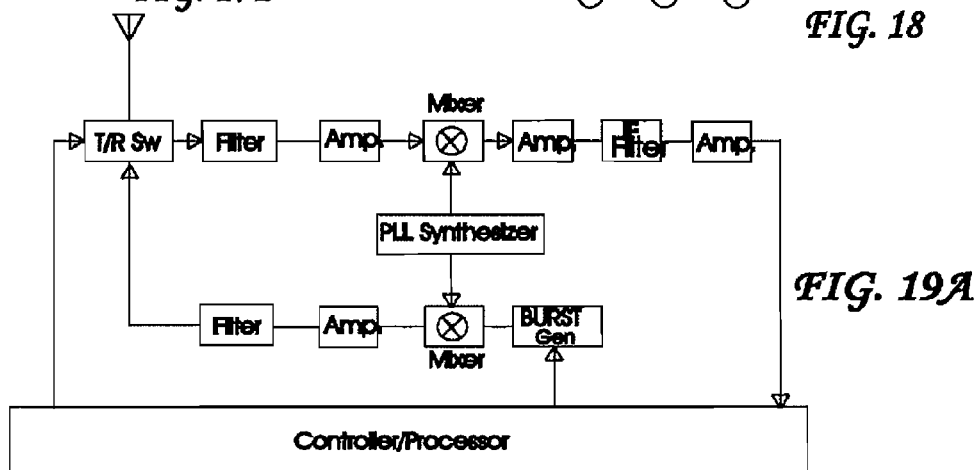 FIG. 18
Mixer
T/R Sw
Filter
Amp.
Amp.
IF
Filter
Amp.
PLL Synthesizer
FIG. 19A
Filter
Amp.
Mixer
BURST
Gen
Controller/Processor